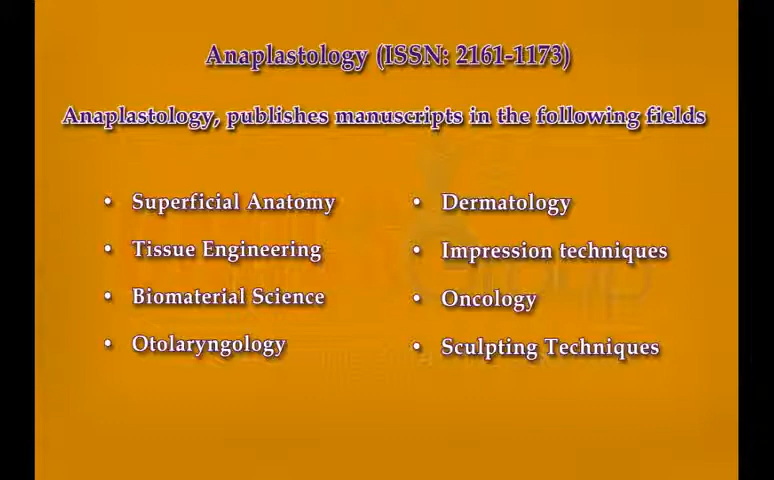 Anaplastology (ISSN: 2161-1173)
Anaplastology, publishes manuscripts in the following fields
• Superficial Anatomy
• Tissue Engineering
• Biomaterial Science
• Otolaryngology
• Dermatology
• Impression techniques
• Oncology
• Sculpting Techniques
Group